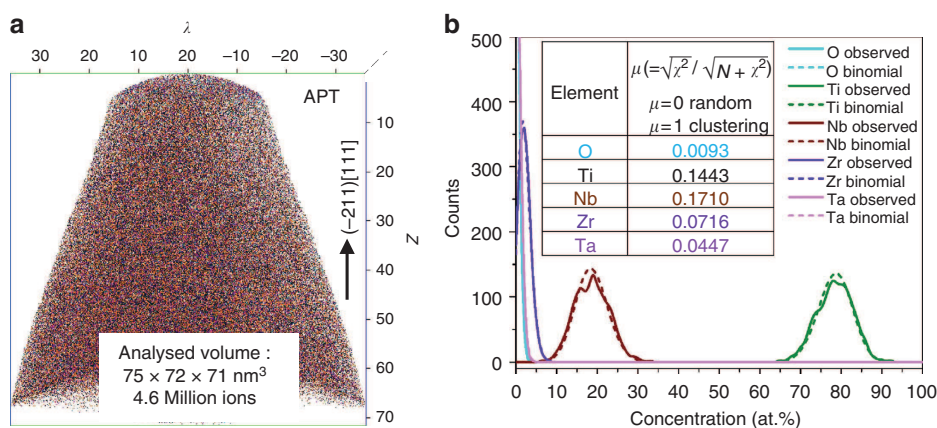 a
λ
30 20 10 0 –10 –20 –30
APT
10
20
30
40
50
60
70
Z
(–211)[111]
Analysed volume :
75 × 72 × 71 nm³
4.6 Million ions
b
500
400
300
200
100
0
Counts
0 10 20 30 40 50 60 70 80 90 100
Concentration (at.%)
Element
μ(=√χ²/√N + χ²)
μ=0 random
μ=1 clustering
O 0.0093
Ti 0.1443
Nb 0.1710
Zr 0.0716
Ta 0.0447
O observed
O binomial
Ti observed
Ti binomial
Nb observed
Nb binomial
Zr observed
Zr binomial
Ta observed
Ta binomial